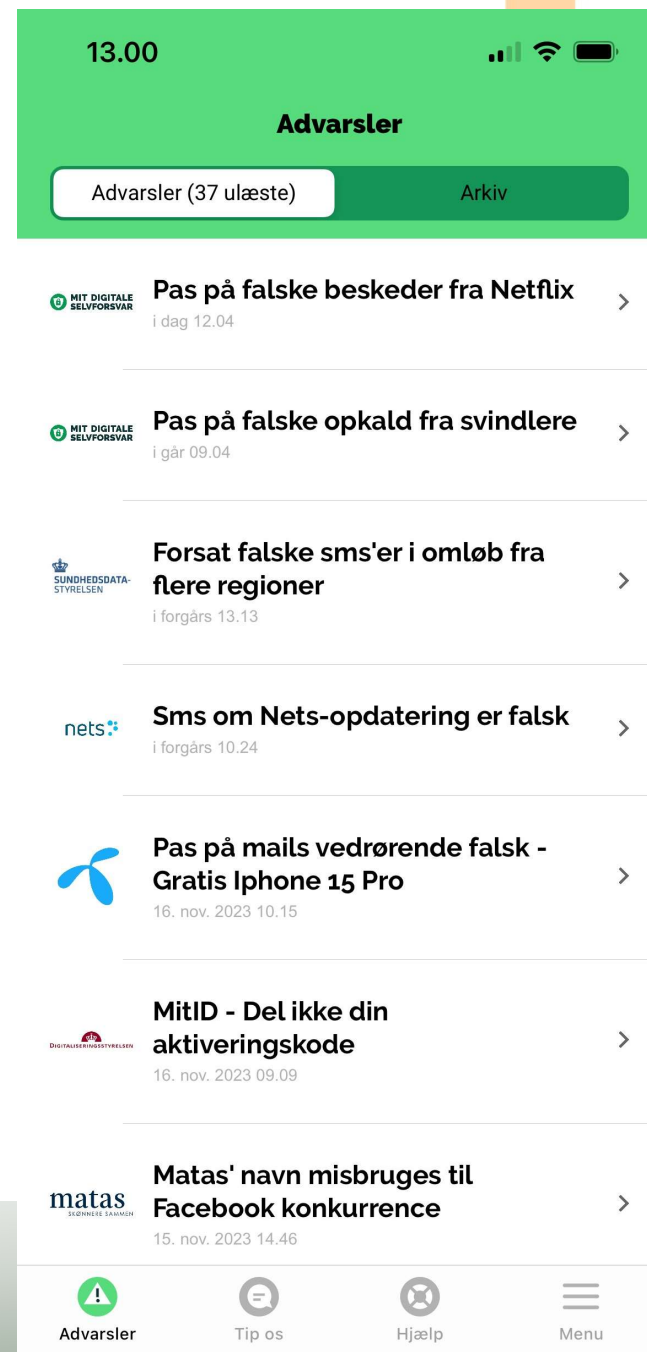 13.00
Advarsler
Advarsler (37 ulæste)
Arkiv
MIT DIGITALE
SELVFORSVAR
Pas på falske beskeder fra Netflix
i dag 12.04
MIT DIGITALE
SELVFORSVAR
Pas på falske opkald fra svindlere
i går 09.04
SUNDHEDSDATA-
STYRELSEN
Forsat falske sms'er i omløb fra
flere regioner
i forgårs 13.13
nets
Sms om Nets-opdatering er falsk
i forgårs 10.24
Pas på mails vedrørende falsk -
Gratis Iphone 15 Pro
16. nov. 2023 10.15
DIGITALISERINGSSTYRELSEN
MitID - Del ikke din
aktiveringskode
16. nov. 2023 09.09
matas
SKØNNERE SAMMEN
Matas' navn misbruges til
Facebook konkurrence
15. nov. 2023 14.46
Advarsler
Tip os
Hjælp
Menu